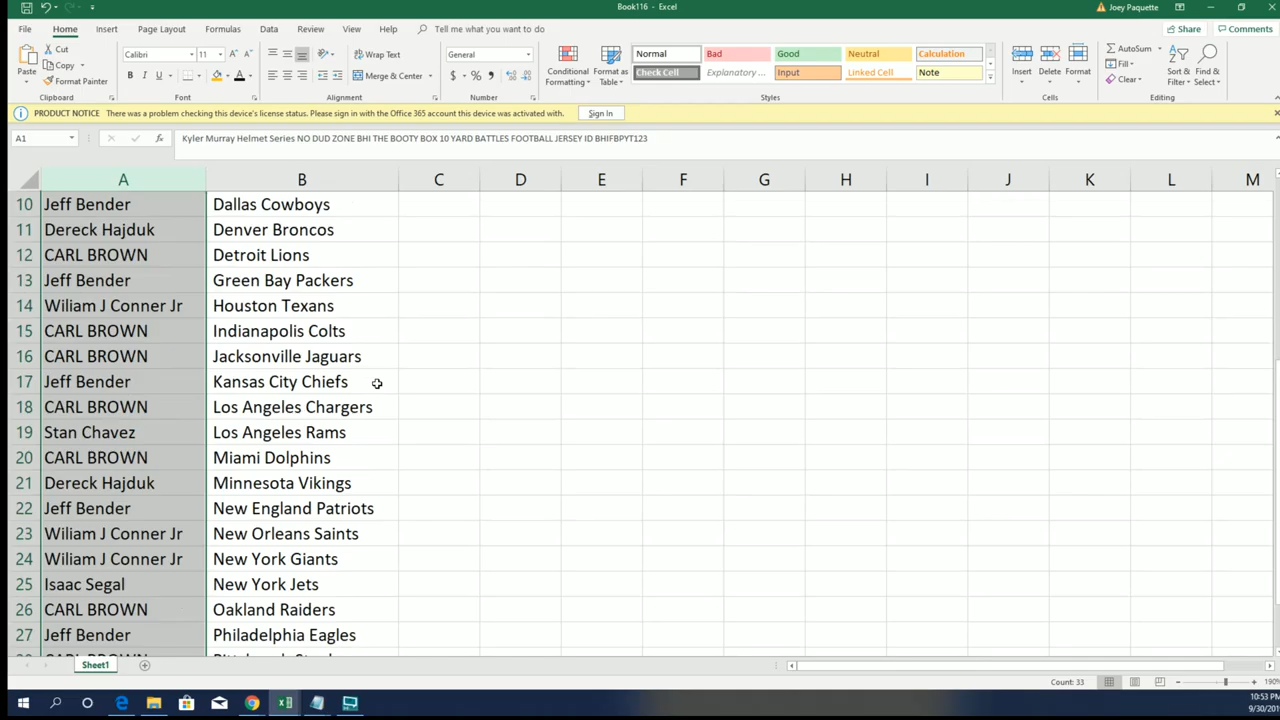 Book116 - Excel
Joey Paquette
File Home Insert Page Layout Formulas Data Review View Help Tell me what you want to do Share Comments
Paste Cut Copy Format Painter Clipboard
Calibri 11 B I U A Font
Wrap Text Merge & Center Alignment
General $ % , Number
Conditional Formatting Format as Table Normal Bad Good Neutral Calculation
Check Cell Explanatory ... Input Linked Cell Note Styles
Insert Delete Format Cells
AutoSum Fill Clear Sort & Filter Find & Select Editing
PRODUCT NOTICE There was a problem checking this device's license status. Please sign in with the Office 365 account this device was activated with. Sign In
A1 fx Kyler Murray Helmet Series NO DUD ZONE BHI THE BOOTY BOX 10 YARD BATTLES FOOTBALL JERSEY ID BHIFBPYT123
A B C D E F G H I J K L M
10 Jeff Bender Dallas Cowboys
11 Dereck Hajduk Denver Broncos
12 CARL BROWN Detroit Lions
13 Jeff Bender Green Bay Packers
14 Wiliam J Conner Jr Houston Texans
15 CARL BROWN Indianapolis Colts
16 CARL BROWN Jacksonville Jaguars
17 Jeff Bender Kansas City Chiefs
18 CARL BROWN Los Angeles Chargers
19 Stan Chavez Los Angeles Rams
20 CARL BROWN Miami Dolphins
21 Dereck Hajduk Minnesota Vikings
22 Jeff Bender New England Patriots
23 Wiliam J Conner Jr New Orleans Saints
24 Wiliam J Conner Jr New York Giants
25 Isaac Segal New York Jets
26 CARL BROWN Oakland Raiders
27 Jeff Bender Philadelphia Eagles
Sheet1
Count: 33 190%
10:53 PM